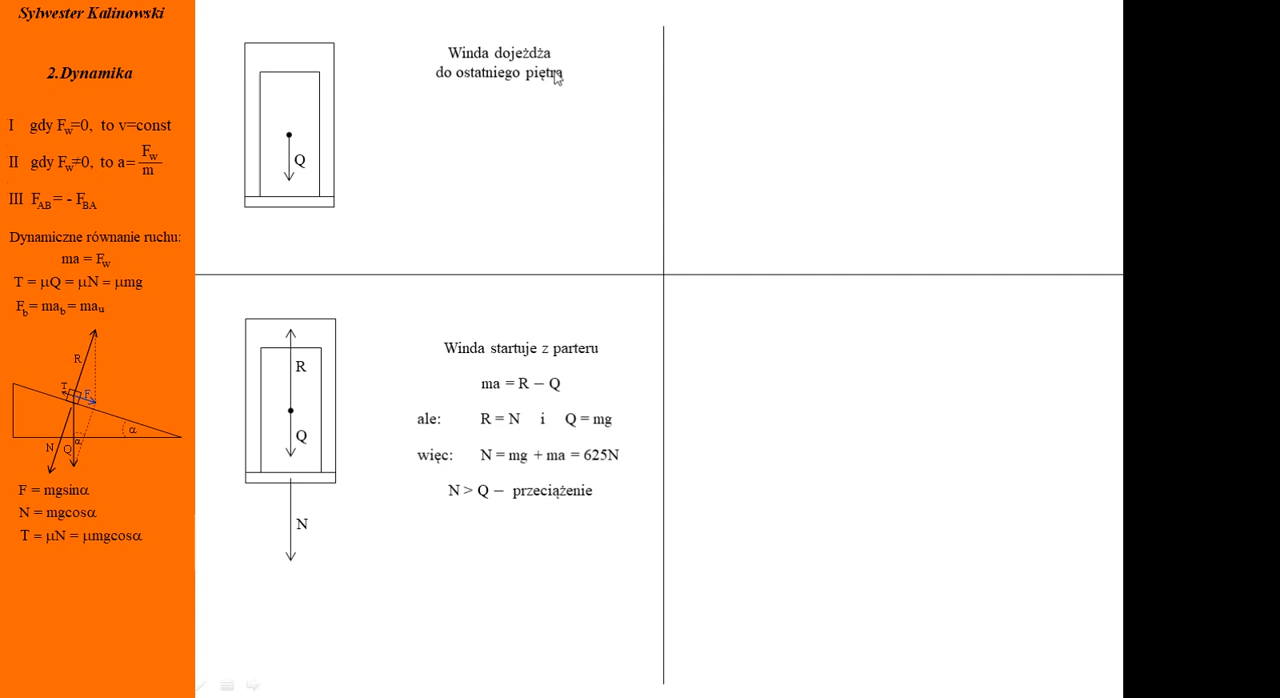 Sylwester Kalinowski
2.Dynamika
I gdy Fw=0, to v=const
II gdy Fw≠0, to a=Fw/m
III FAB = - FBA
Dynamiczne równanie ruchu:
ma = Fw
T = μQ = μN = μmg
Fb = mab = mau
R
T
F
α
α
N
Q
F = mgsinα
N = mgcosα
T = μN = μmgcosα
Winda dojeżdża
do ostatniego piętra
Q
R
Q
N
Winda startuje z parteru
ma = R – Q
ale: R = N i Q = mg
więc: N = mg + ma = 625N
N > Q – przeciążenie